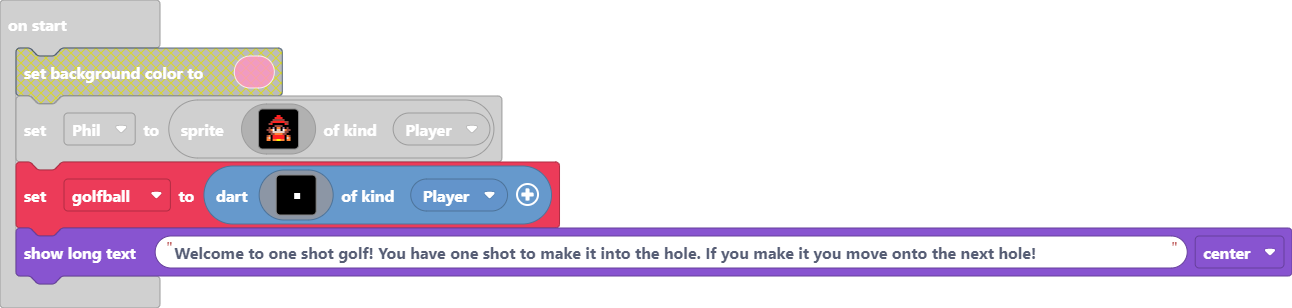 on start
set background color to
set Phil to sprite of kind Player
set golfball to dart of kind Player
show long text "Welcome to one shot golf! You have one shot to make it into the hole. If you make it you move onto the next hole!" center